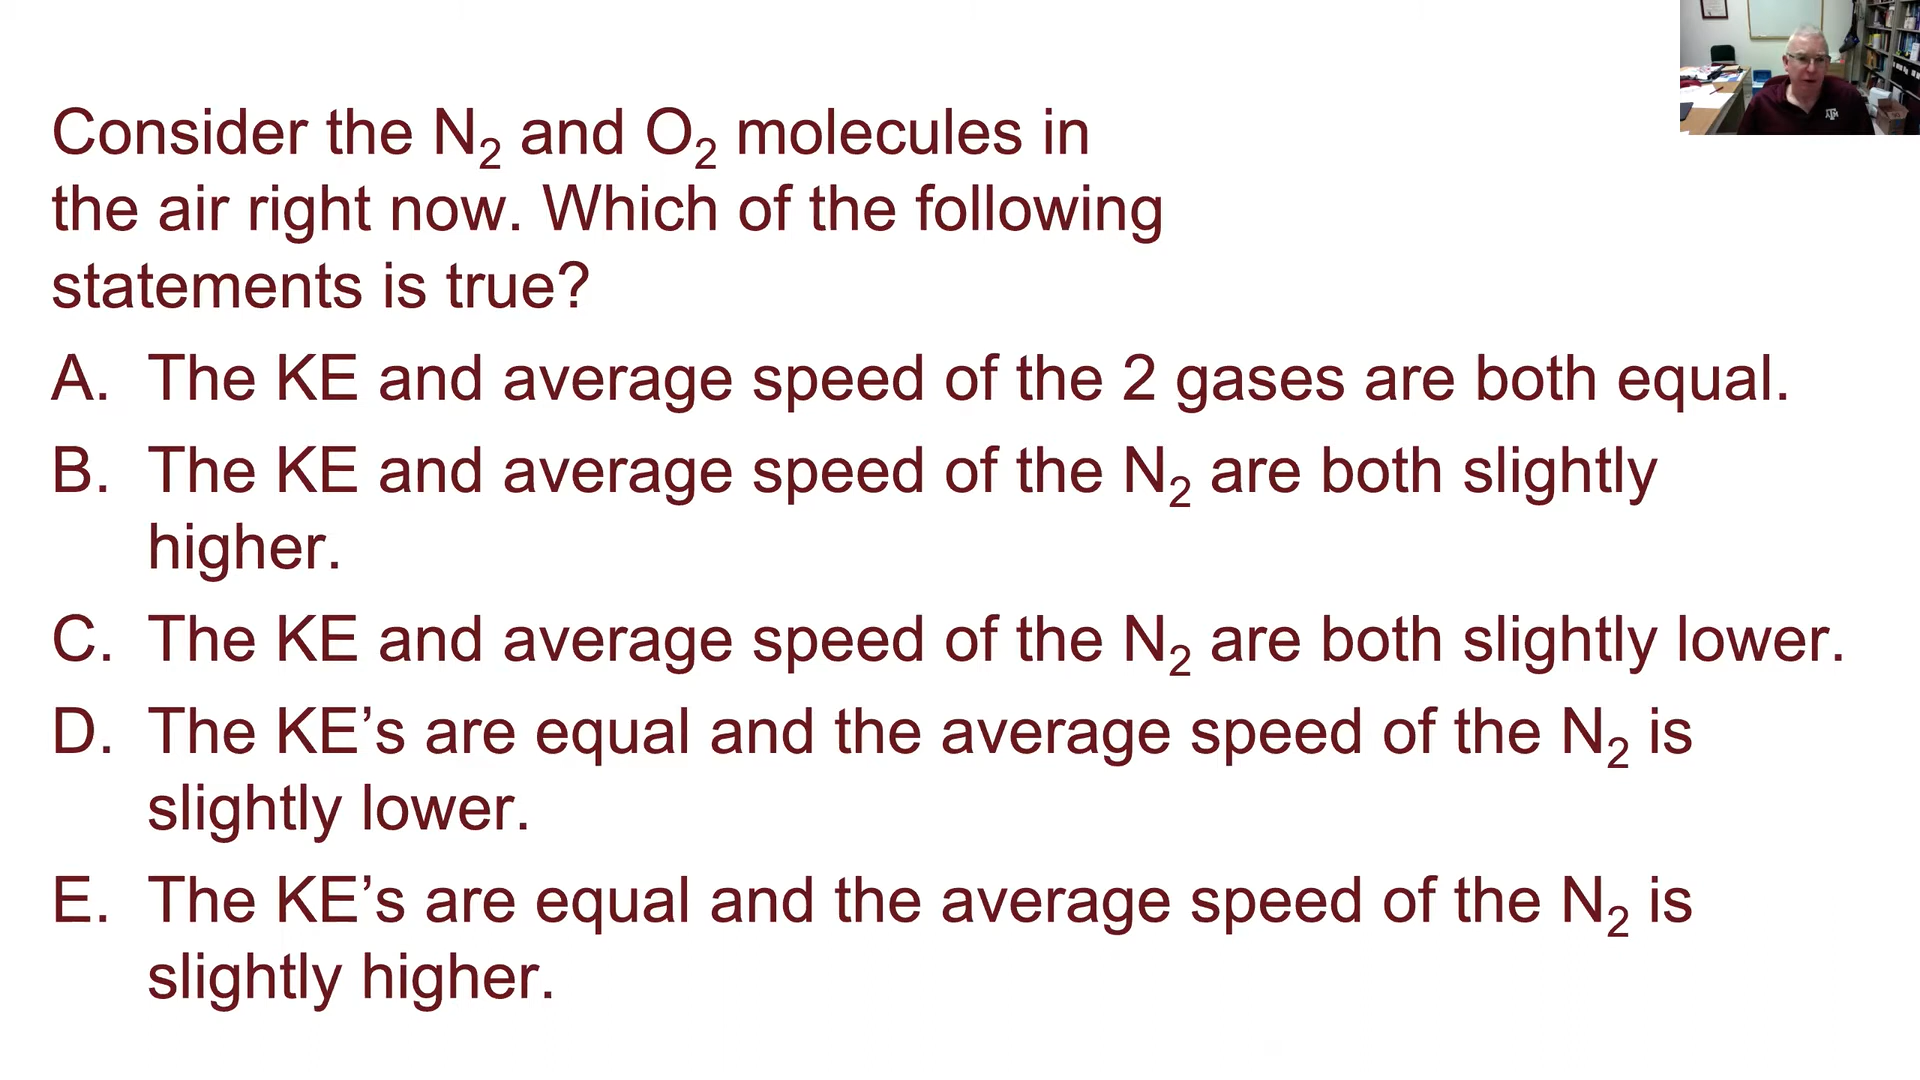 Consider the N₂ and O₂ molecules in
the air right now. Which of the following
statements is true?
A. The KE and average speed of the 2 gases are both equal.
B. The KE and average speed of the N₂ are both slightly
higher.
C. The KE and average speed of the N₂ are both slightly lower.
D. The KE’s are equal and the average speed of the N₂ is
slightly lower.
E. The KE’s are equal and the average speed of the N₂ is
slightly higher.